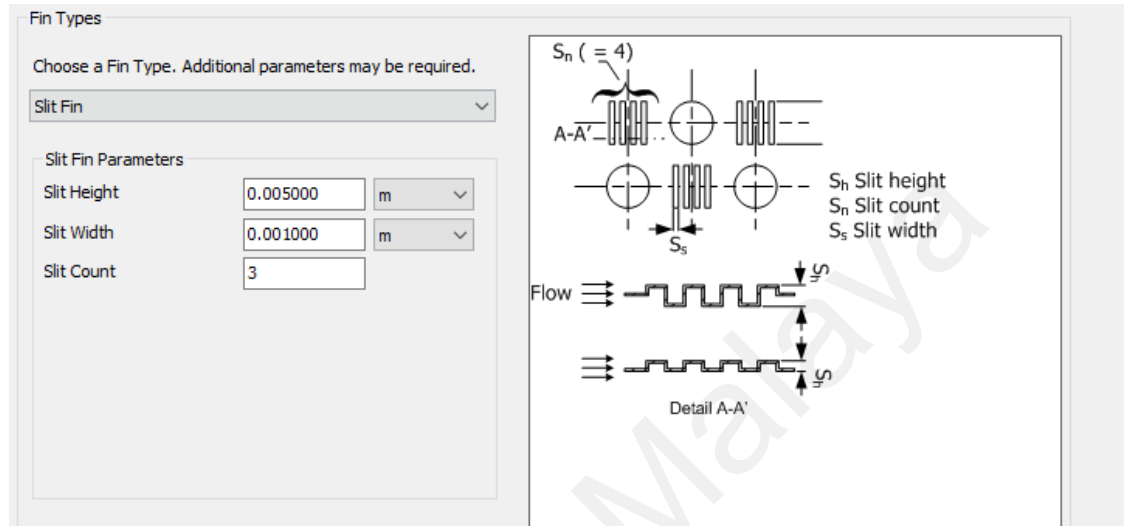 Fin Types
Choose a Fin Type. Additional parameters may be required.
Slit Fin
Slit Fin Parameters
Slit Height 0.005000 m
Slit Width 0.001000 m
Slit Count 3
Sn ( = 4)
A-A'
Sh Slit height
Sn Slit count
Ss Slit width
Ss
Flow
Sh
Sh
Detail A-A'
Malaya